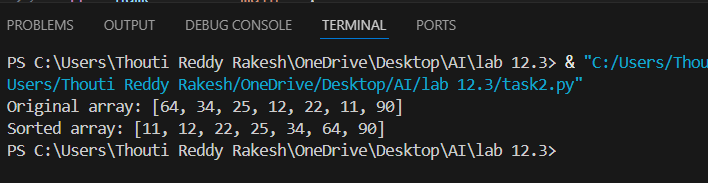 PROBLEMS OUTPUT DEBUG CONSOLE TERMINAL PORTS
PS C:\Users\Thouti Reddy Rakesh\OneDrive\Desktop\AI\lab 12.3> & "C:/Users/Thou
Users/Thouti Reddy Rakesh/OneDrive/Desktop/AI/lab 12.3/task2.py"
Original array: [64, 34, 25, 12, 22, 11, 90]
Sorted array: [11, 12, 22, 25, 34, 64, 90]
PS C:\Users\Thouti Reddy Rakesh\OneDrive\Desktop\AI\lab 12.3>